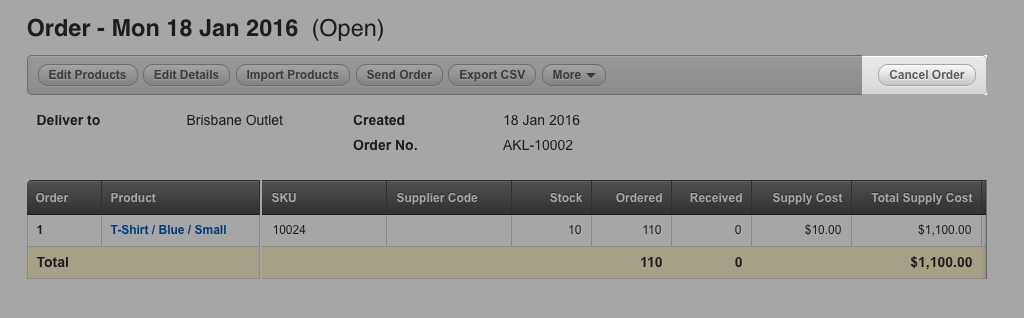 Order - Mon 18 Jan 2016 (Open)
Edit Products Edit Details Import Products Send Order Export CSV More Cancel Order
Deliver to Brisbane Outlet Created 18 Jan 2016
Order No. AKL-10002
Order Product SKU Supplier Code Stock Ordered Received Supply Cost Total Supply Cost
1 T-Shirt / Blue / Small 10024 10 110 0 $10.00 $1,100.00
Total 110 0 $1,100.00